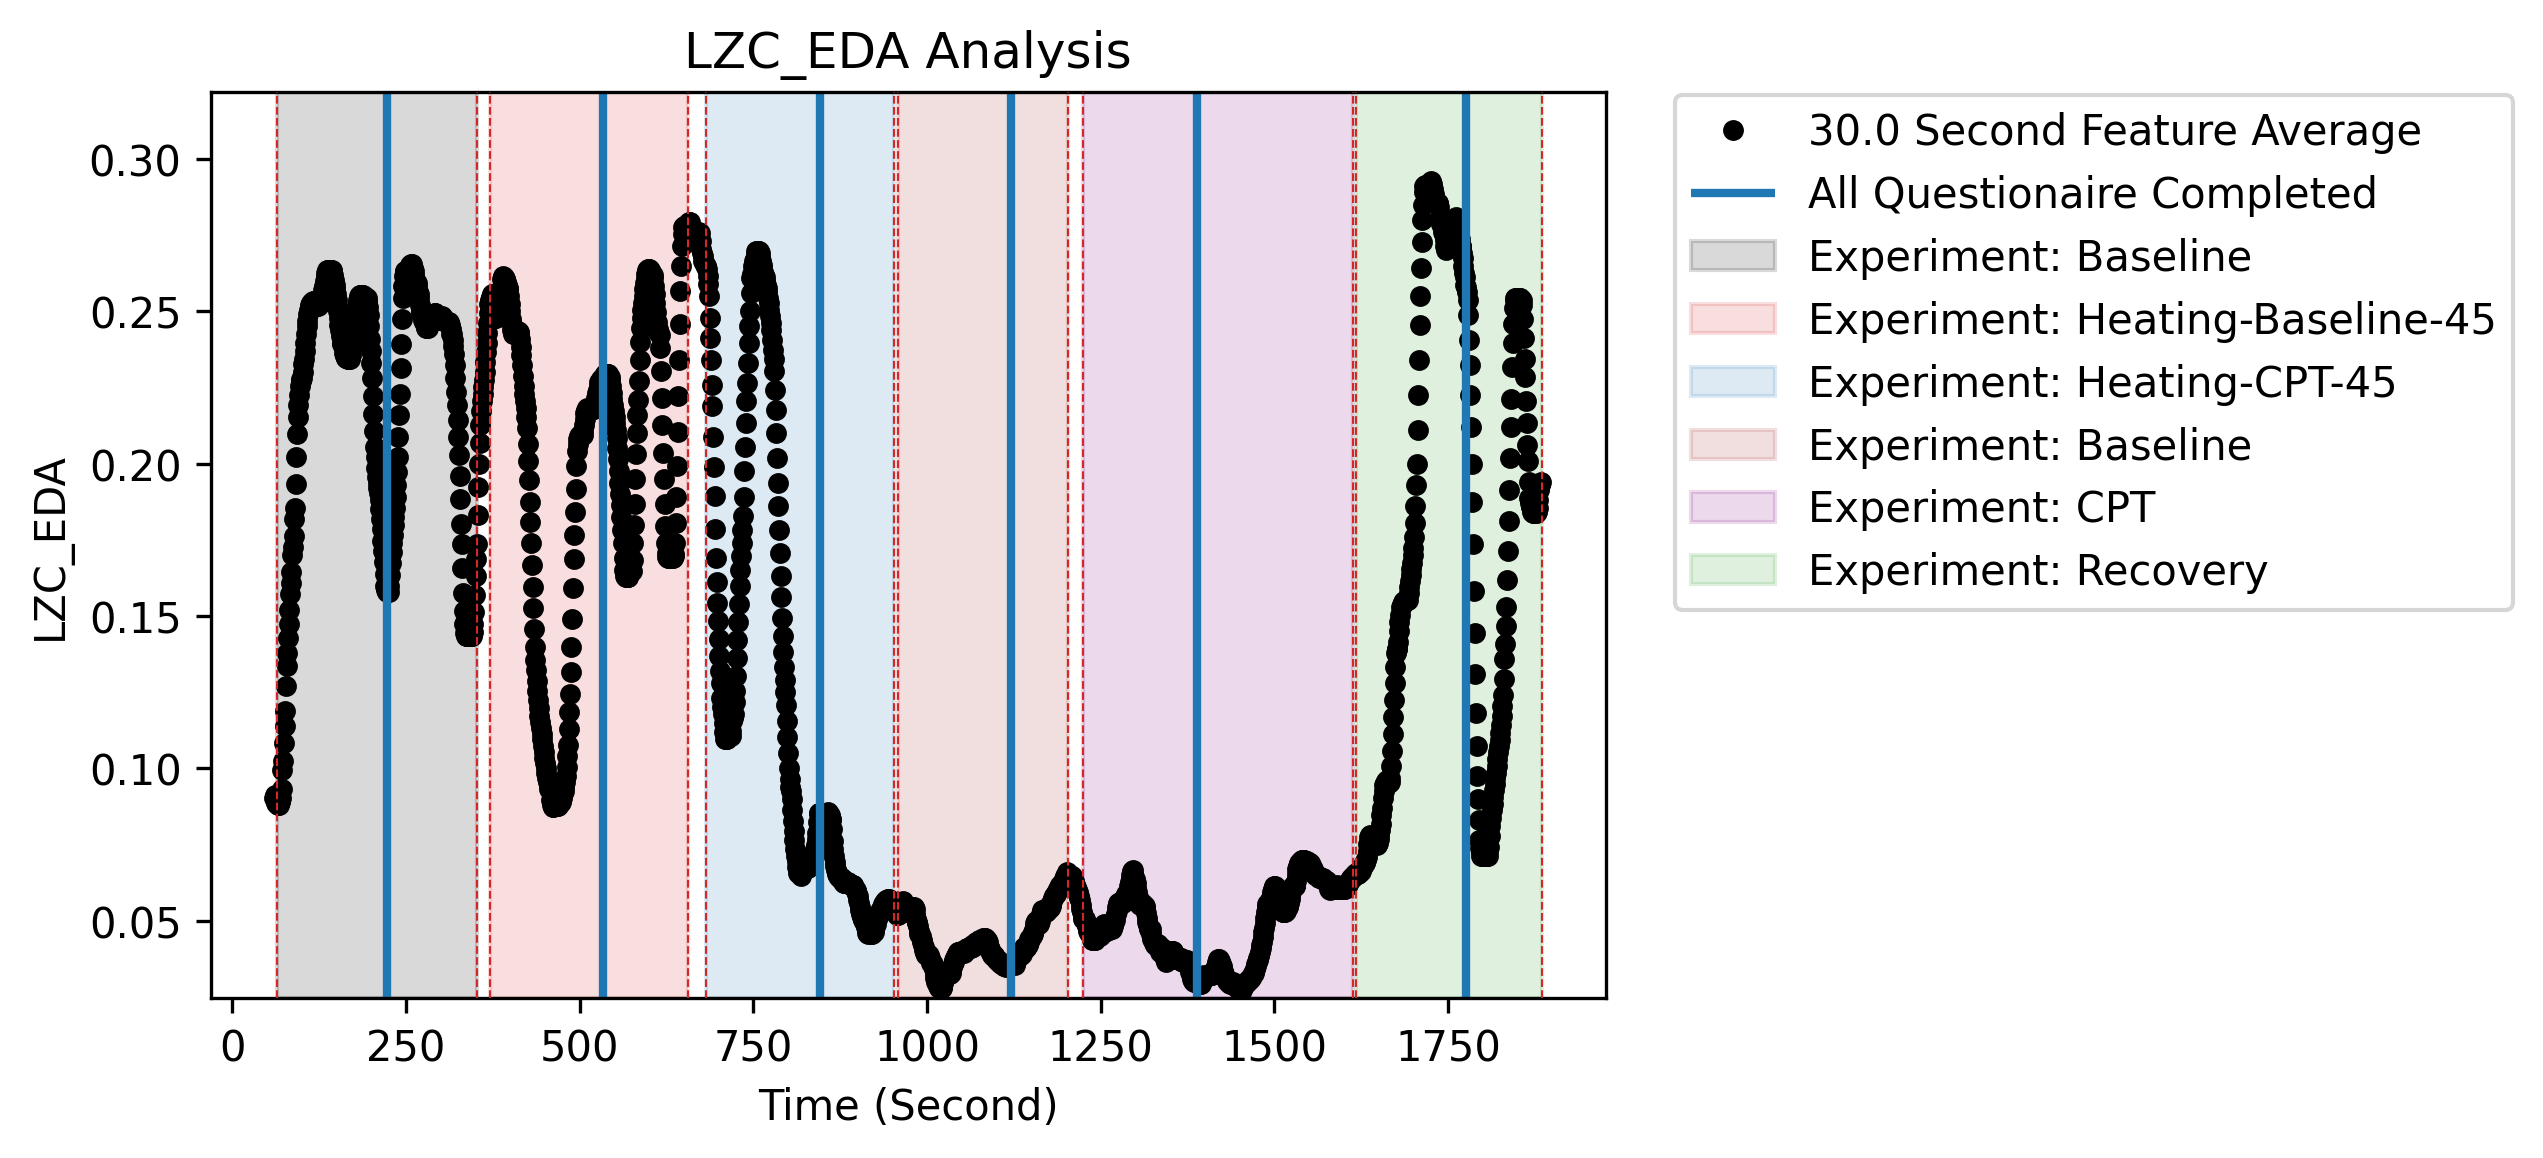 LZC_EDA Analysis
0.30
0.25
0.20
0.15
0.10
0.05
LZC_EDA
0 250 500 750 1000 1250 1500 1750
Time (Second)
30.0 Second Feature Average
All Questionaire Completed
Experiment: Baseline
Experiment: Heating-Baseline-45
Experiment: Heating-CPT-45
Experiment: Baseline
Experiment: CPT
Experiment: Recovery